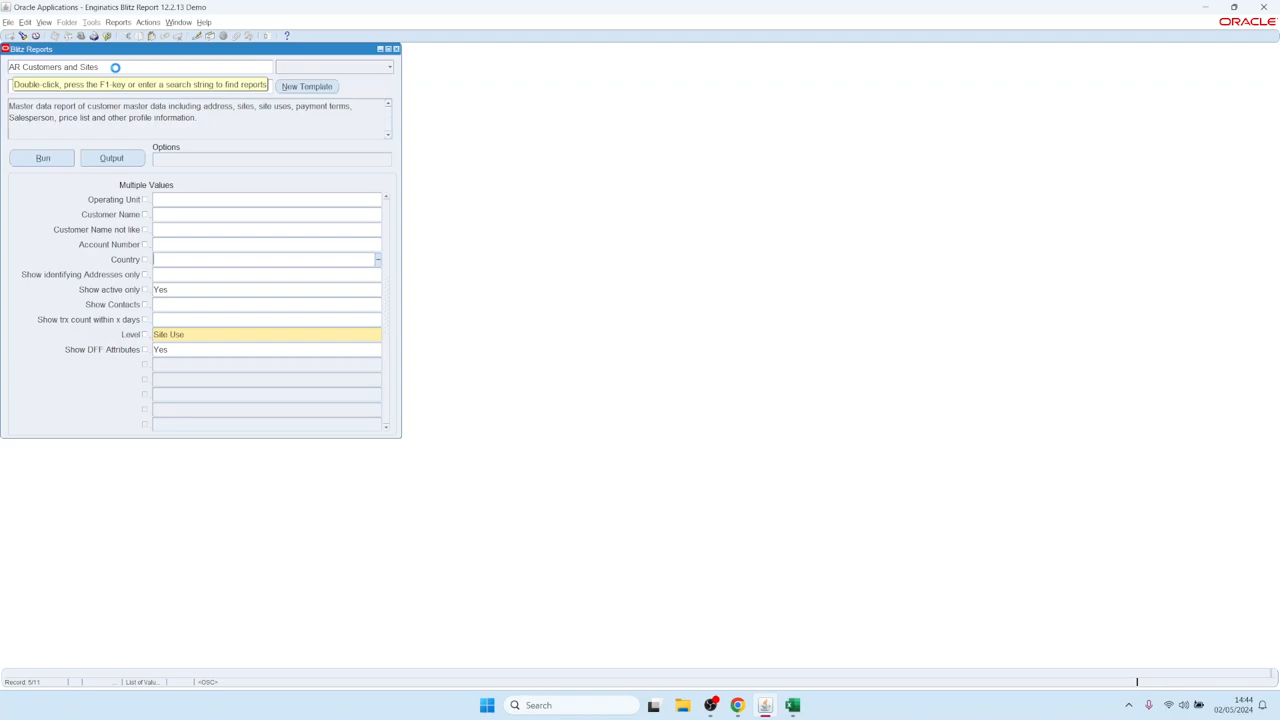 Oracle Applications - Enginatics Blitz Report 12.2.13 Demo
File Edit View Folder Tools Reports Actions Window Help
ORACLE
Blitz Reports
AR Customers and Sites
Double-click, press the F1-key or enter a search string to find reports
New Template
Master data report of customer master data including address, sites, site uses, payment terms,
Salesperson, price list and other profile information.
Options
Run Output
Multiple Values
Operating Unit
Customer Name
Customer Name not like
Account Number
Country
Show identifying Addresses only
Show active only Yes
Show Contacts
Show trx count within x days
Level Site Use
Show DFF Attributes Yes
Record: 5/11 ... List of Valu... <OSC>
Search
14:44
02/05/2024